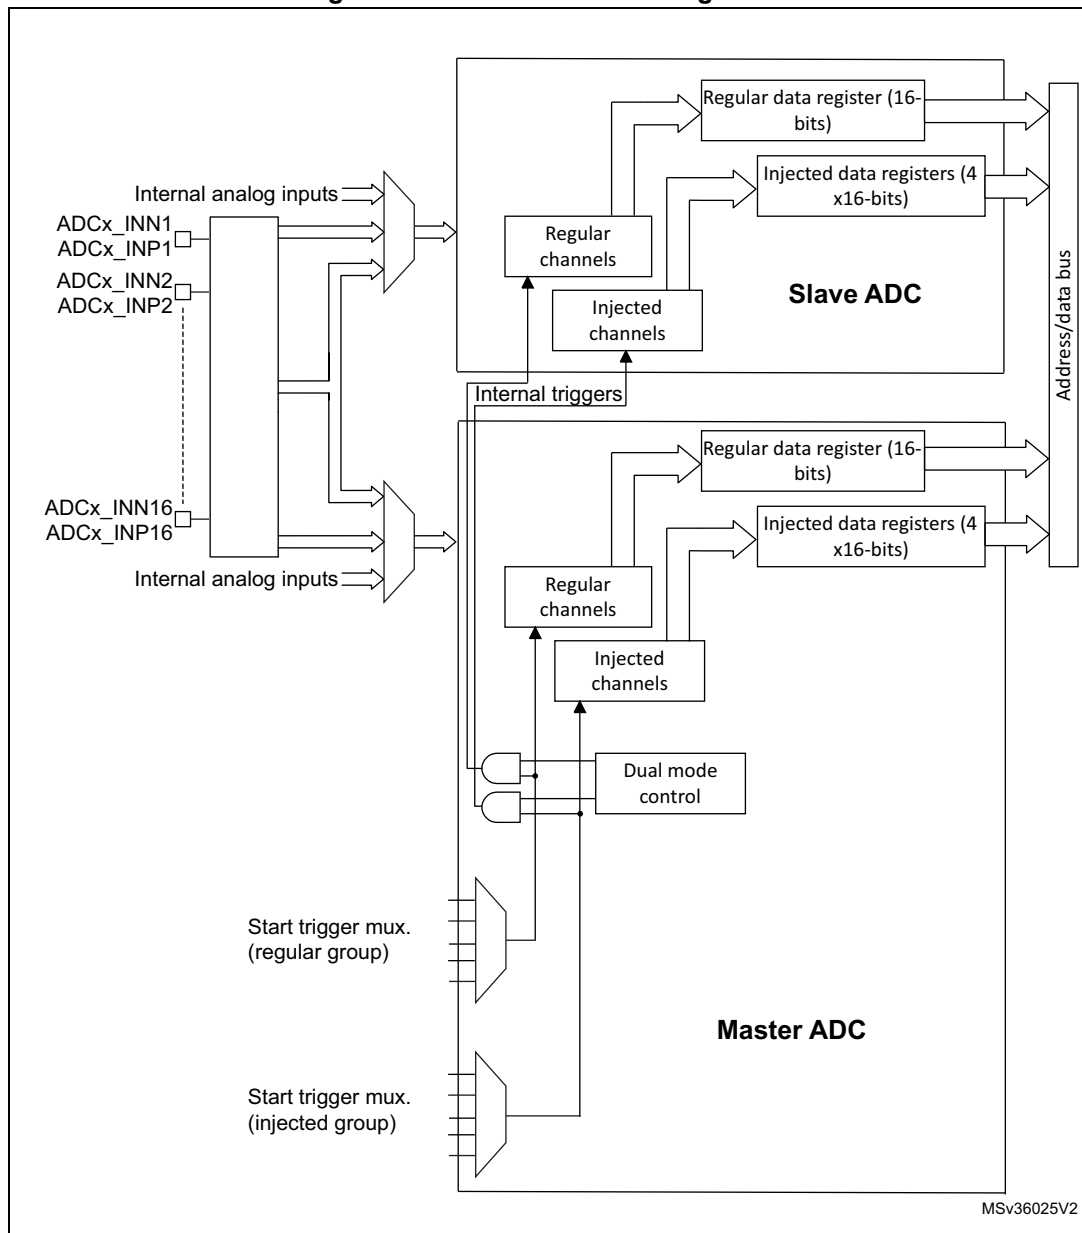 Regular data register (16-
bits)
Internal analog inputs
Injected data registers (4
x16-bits)
ADCx_INN1
ADCx_INP1
Regular
channels
ADCx_INN2
ADCx_INP2
Slave ADC
Injected
channels
Address/data bus
Internal triggers
Regular data register (16-
bits)
ADCx_INN16
ADCx_INP16
Injected data registers (4
x16-bits)
Internal analog inputs
Regular
channels
Injected
channels
Dual mode
control
Start trigger mux.
(regular group)
Master ADC
Start trigger mux.
(injected group)
MSv36025V2